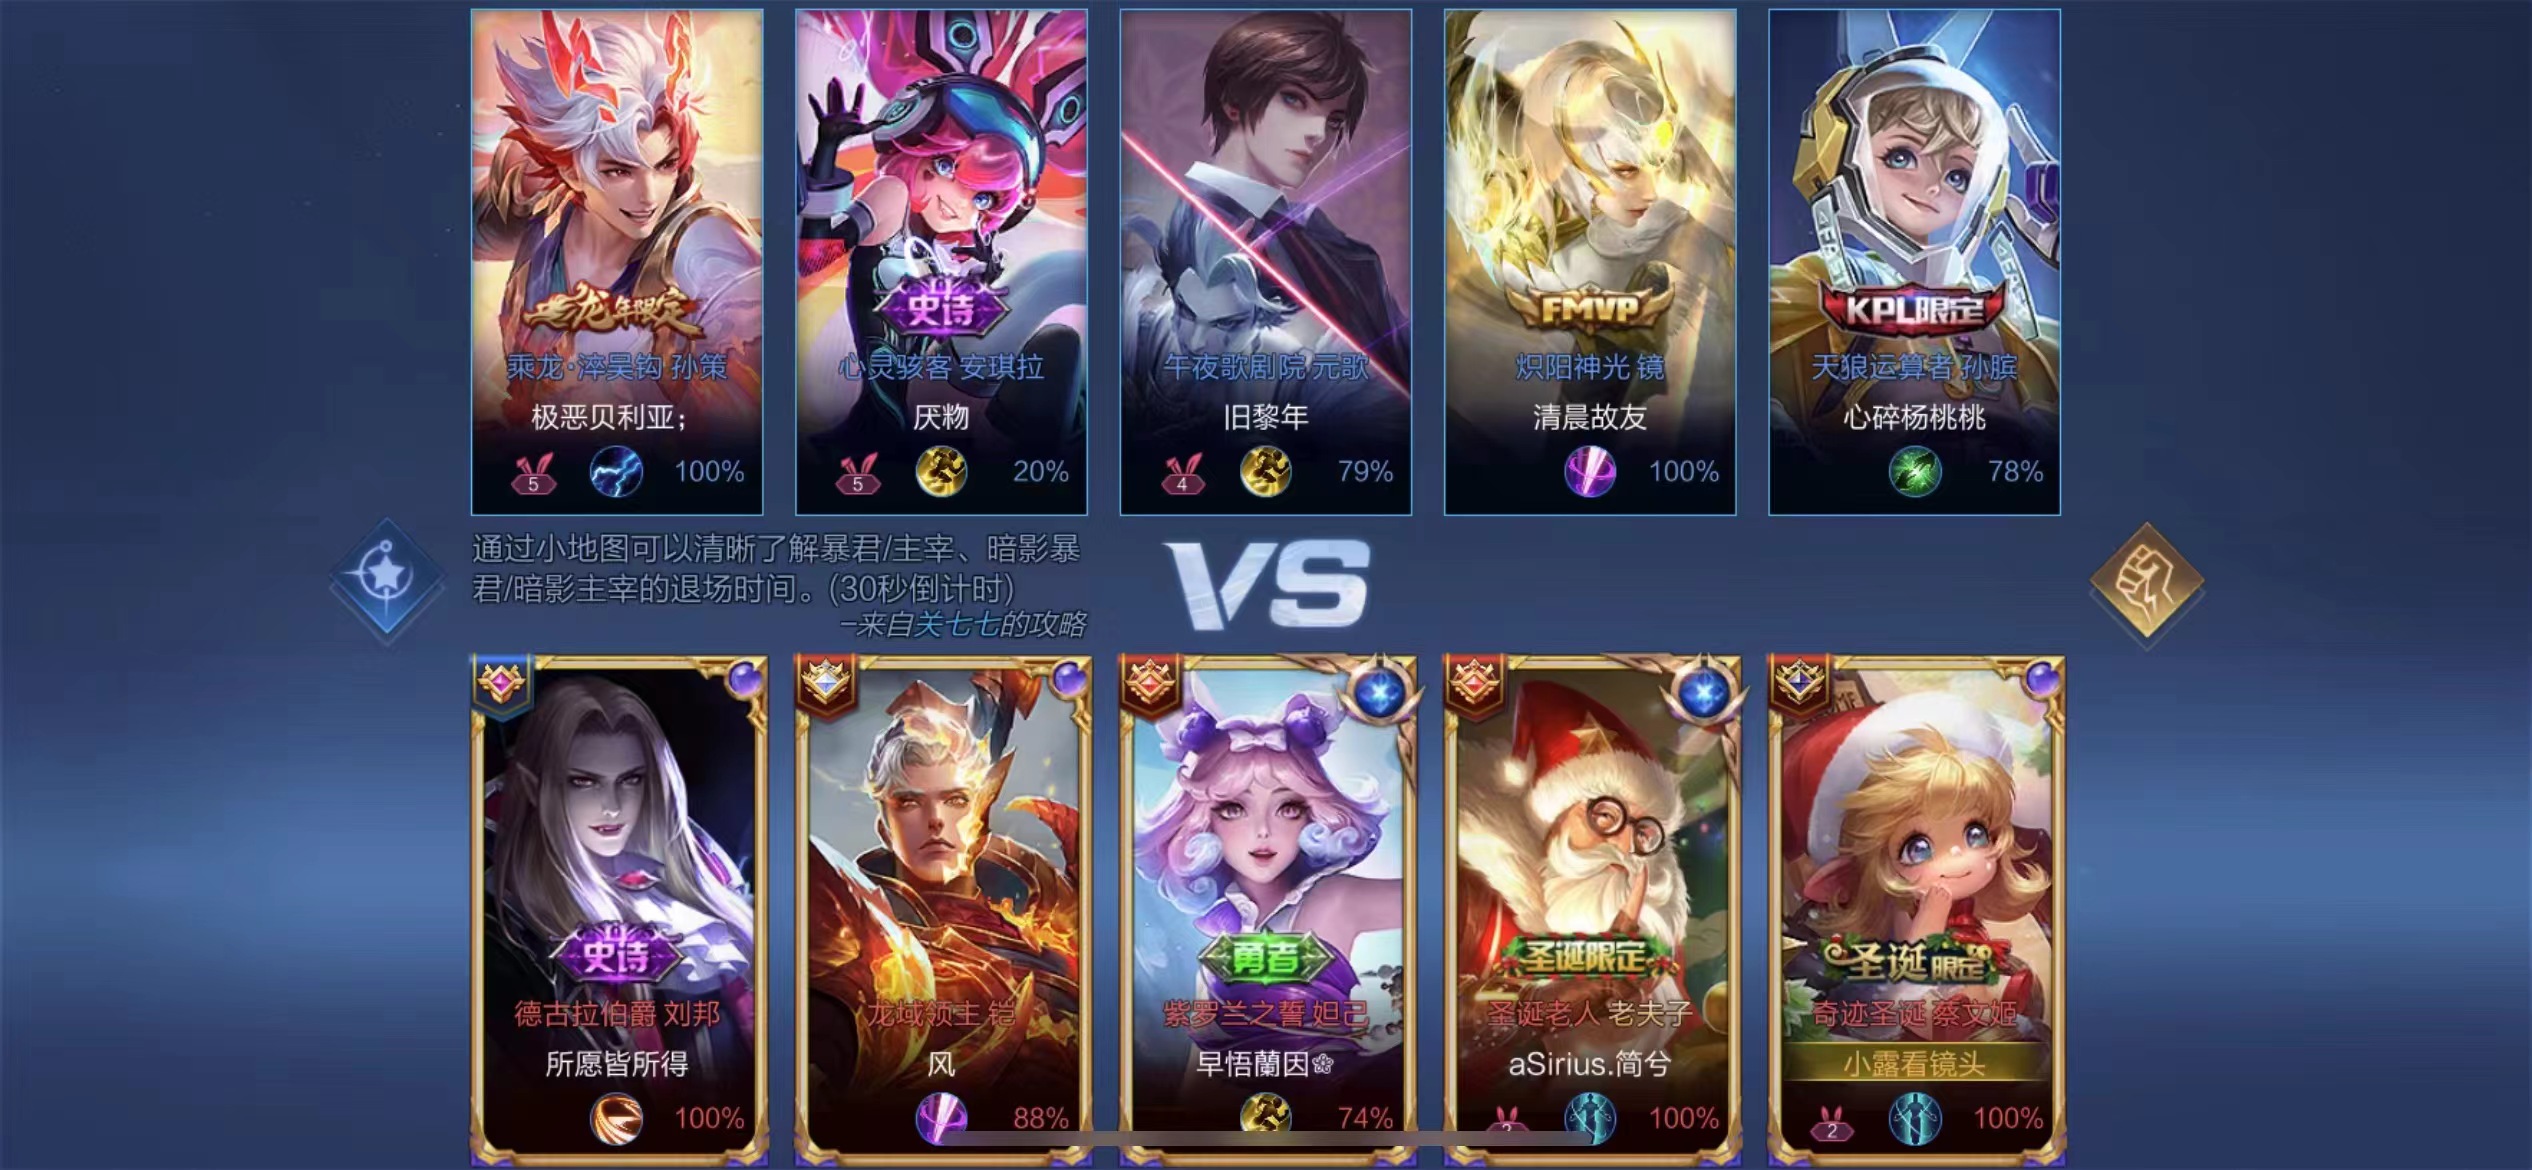 龙年限定
史诗
FMVP
KPL限定
乘龙·淬昊钩 孙策
心灵骇客 安琪拉
午夜歌剧院 元歌
炽阳神光 镜
天狼运算者 孙膑
极恶贝利亚；
厌物
旧黎年
清晨故友
心碎杨桃桃
5
100%
5
20%
4
79%
100%
78%
通过小地图可以清晰了解暴君/主宰、暗影暴
君/暗影主宰的退场时间。(30秒倒计时)
–来自关七七的攻略
VS
史诗
勇者
圣诞限定
圣诞限定
德古拉伯爵 刘邦
龙域领主 铠
紫罗兰之誓 妲己
圣诞老人 老夫子
奇迹圣诞 蔡文姬
所愿皆所得
风
早悟蘭因
aSirius.简兮
小露看镜头
100%
88%
74%
100%
2
100%